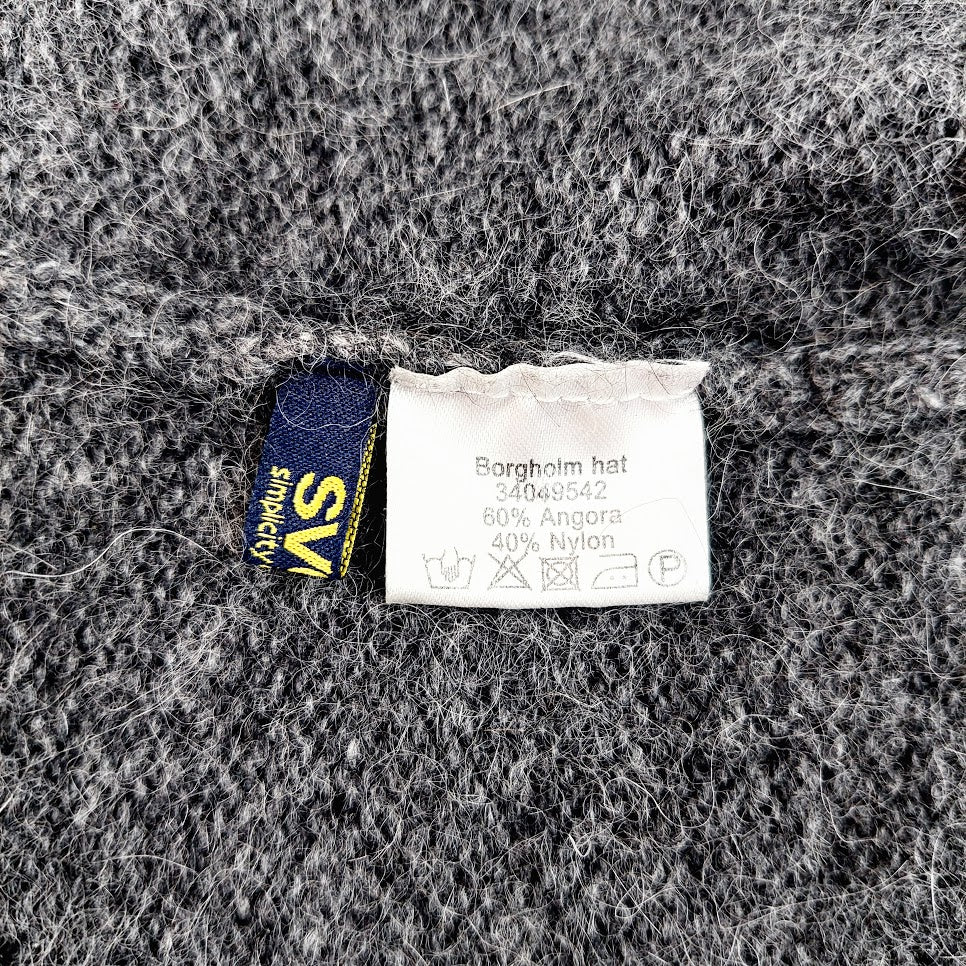 SV
simplicity
Borgholm hat
34049542
60% Angora
40% Nylon
P